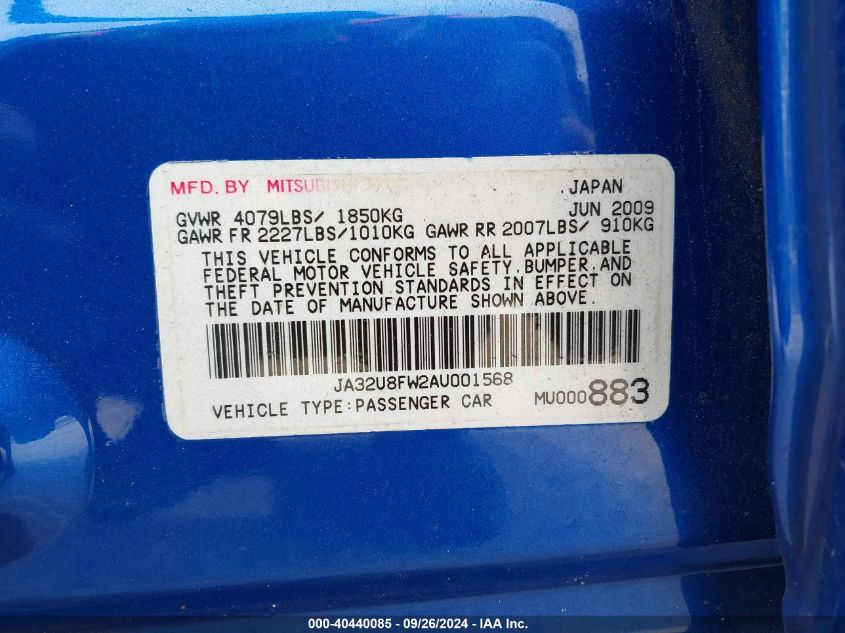 MFD. BY JAPAN
GVWR 4079LBS/ 1850KG JUN 2009
GAWR FR 2227LBS/1010KG GAWR RR 2007LBS/ 910KG
THIS VEHICLE CONFORMS TO ALL APPLICABLE
FEDERAL MOTOR VEHICLE SAFETY, BUMPER, AND
THEFT PREVENTION STANDARDS IN EFFECT ON
THE DATE OF MANUFACTURE SHOWN ABOVE.
JA32U8FW2AU001568
VEHICLE TYPE:PASSENGER CAR MU000883
000-40440085 - 09/26/2024 - IAA Inc.